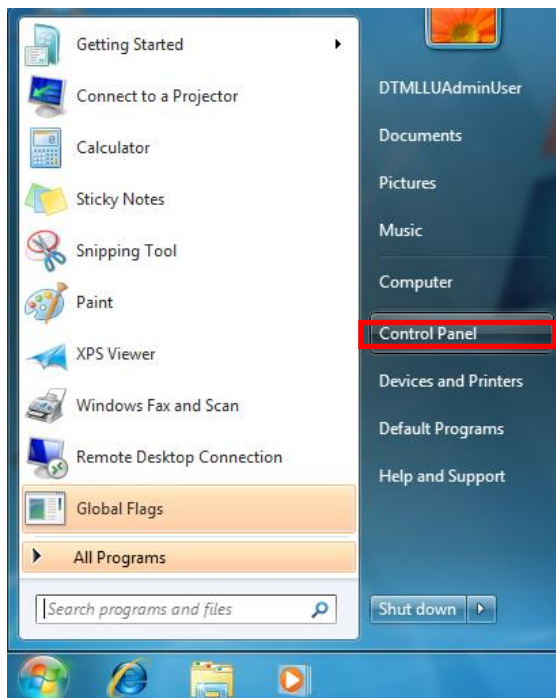 Getting Started
Connect to a Projector
Calculator
Sticky Notes
Snipping Tool
Paint
XPS Viewer
Windows Fax and Scan
Remote Desktop Connection
Global Flags
All Programs
Search programs and files
DTMLLUAdminUser
Documents
Pictures
Music
Computer
Control Panel
Devices and Printers
Default Programs
Help and Support
Shut down